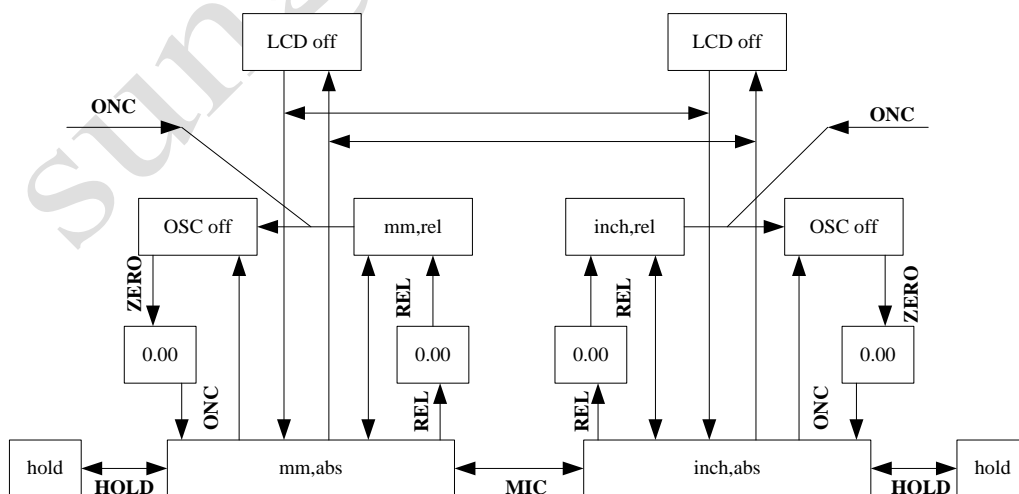 LCD off
LCD off
ONC
ONC
OSC off
mm,rel
inch,rel
OSC off
ZERO
REL
REL
ZERO
0.00
0.00
0.00
0.00
ONC
REL
REL
ONC
hold
HOLD
mm,abs
MIC
inch,abs
HOLD
hold